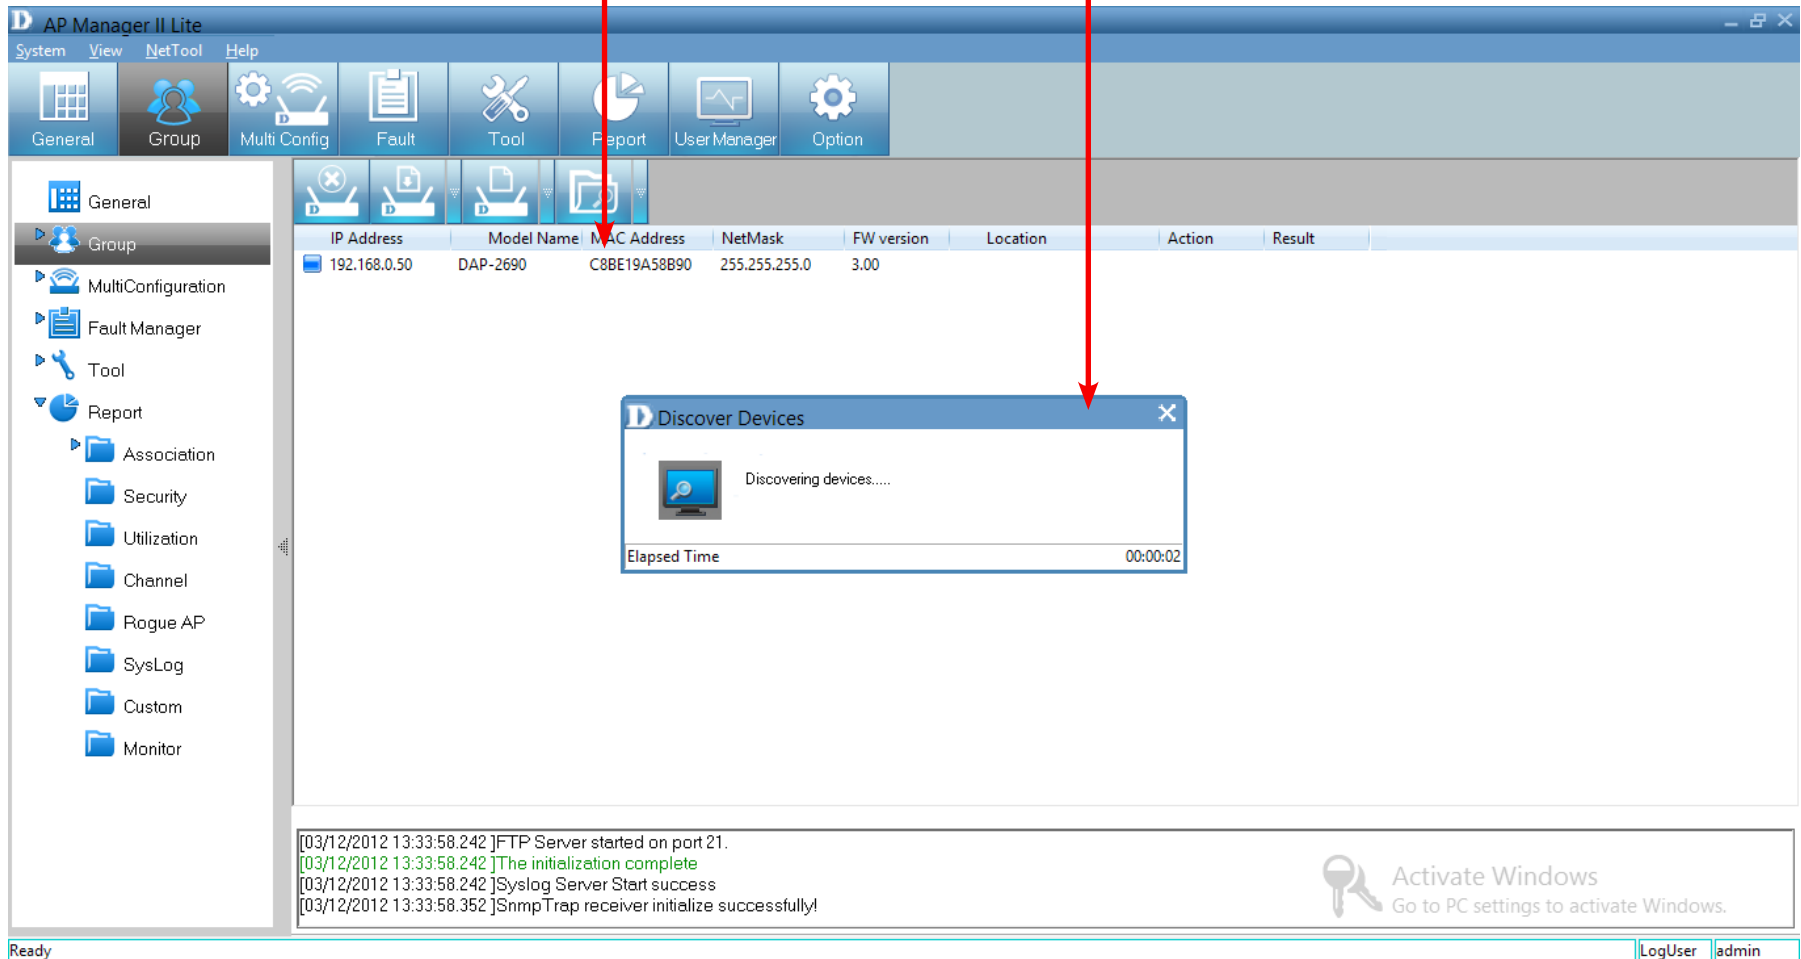 AP Manager II Lite
System View NetTool Help
General Group Multi Config Fault Tool Report User Manager Option
General
Group
MultiConfiguration
Fault Manager
Tool
Report
Association
Security
Utilization
Channel
Rogue AP
SysLog
Custom
Monitor
IP Address Model Name MAC Address NetMask FW version Location Action Result
192.168.0.50 DAP-2690 C8BE19A58B90 255.255.255.0 3.00
Discover Devices
Discovering devices.....
Elapsed Time 00:00:02
[03/12/2012 13:33:58.242 ]FTP Server started on port 21.
[03/12/2012 13:33:58.242 ]The initialization complete
[03/12/2012 13:33:58.242 ]Syslog Server Start success
[03/12/2012 13:33:58.352 ]SnmpTrap receiver initialize successfully!
Activate Windows
Go to PC settings to activate Windows.
Ready LogUser admin